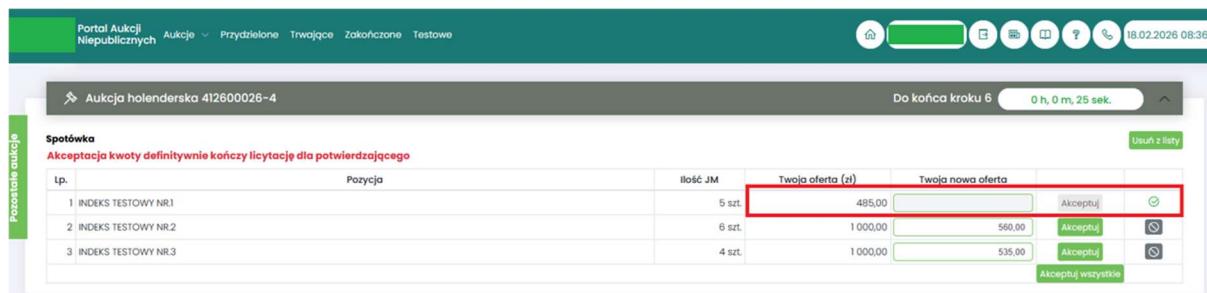 Portal Aukcji Niepublicznych Aukcje Przydzielone Trwające Zakończone Testowe 18.02.2026 08:36
Aukcja holenderska 412600026-4 Do końca kroku 6 0 h, 0 m, 25 sek.
Pozostałe aukcje
Spotówka Usuń z listy
Akceptacja kwoty definitywnie kończy licytację dla potwierdzającego
Lp. Pozycja Ilość JM Twoja oferta (zł) Twoja nowa oferta
1 INDEKS TESTOWY NR.1 5 szt. 485,00 Akceptuj
2 INDEKS TESTOWY NR.2 6 szt. 1 000,00 560,00 Akceptuj
3 INDEKS TESTOWY NR.3 4 szt. 1 000,00 535,00 Akceptuj
Akceptuj wszystkie